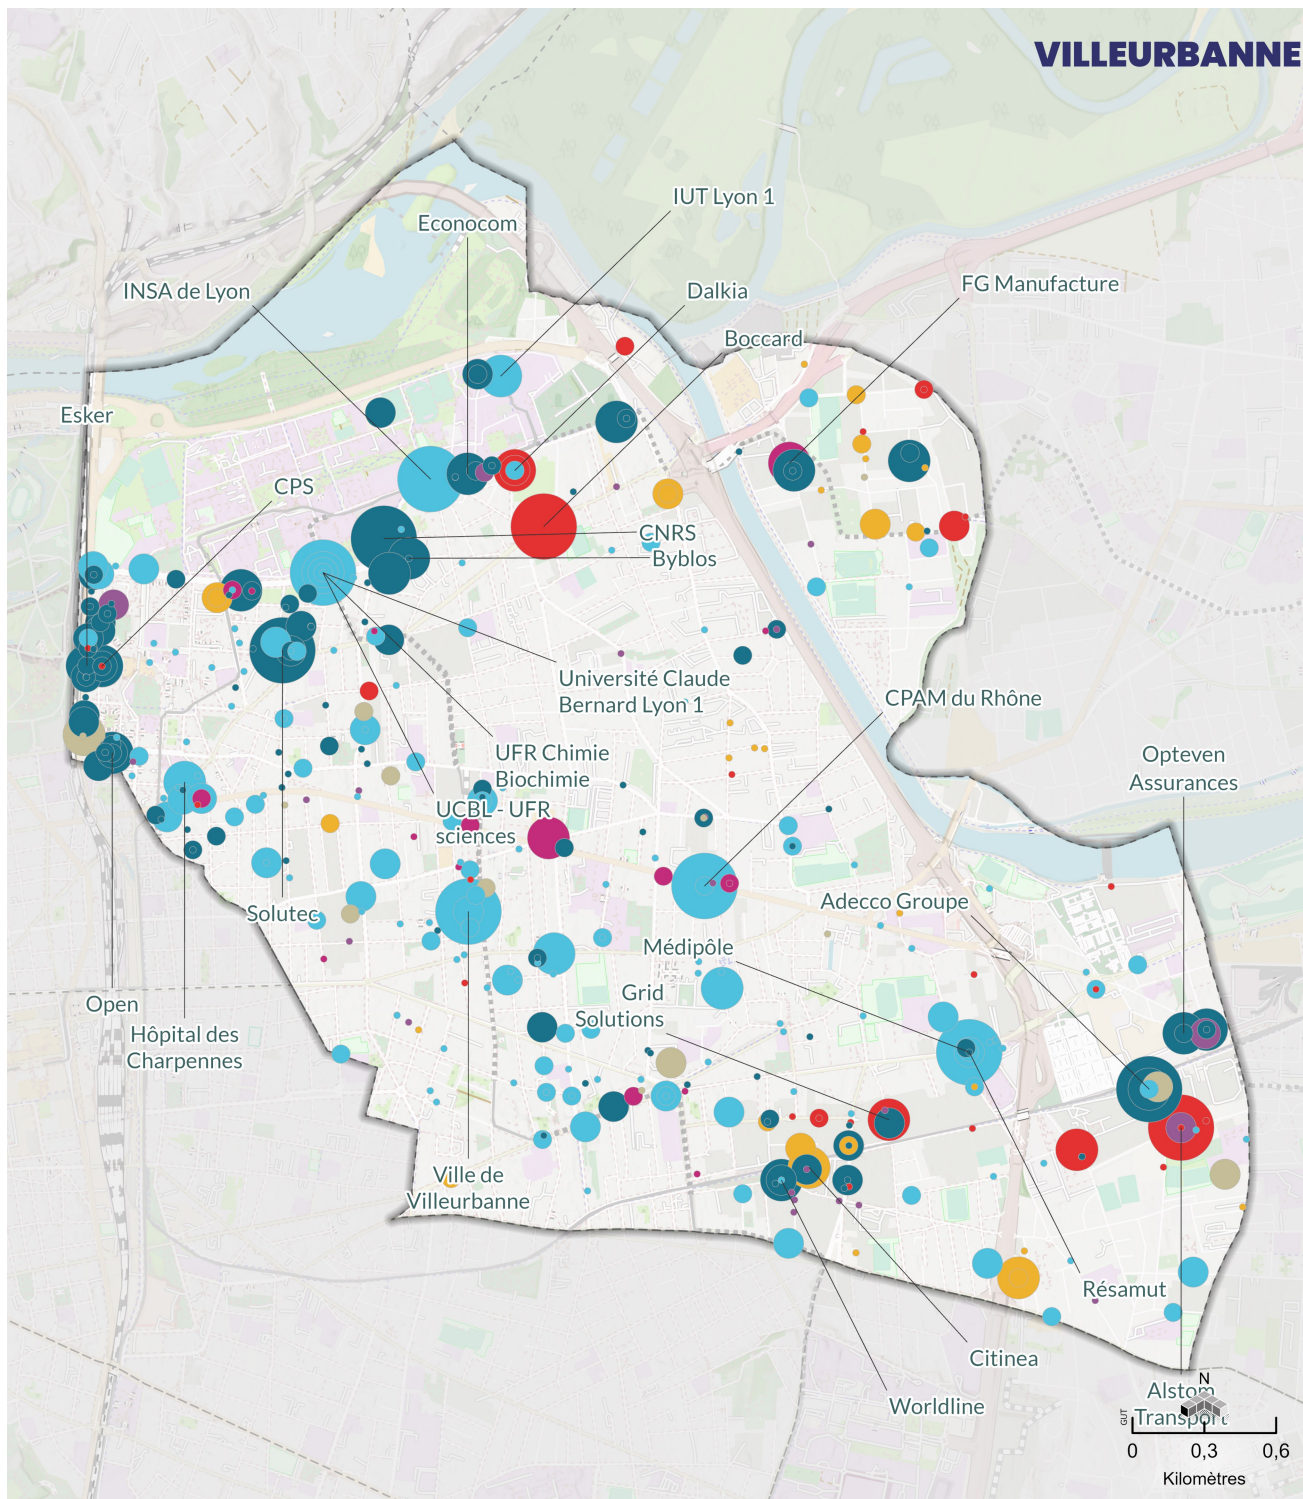 VILLEURBANNE
IUT Lyon 1
Econocom
INSA de Lyon
Dalkia
FG Manufacture
Boccard
Esker
CPS
CNRS
Byblos
Université Claude
Bernard Lyon 1
CPAM du Rhône
UFR Chimie
Biochimie
Opteven
Assurances
UCBL - UFR
sciences
Adecco Groupe
Solutec
Médipôle
Grid
Solutions
Open
Hôpital des
Charpennes
Ville de
Villeurbanne
Résamut
Citinea
Worldline
Alstom
Transport
N
GUT
0 0,3 0,6
Kilomètres